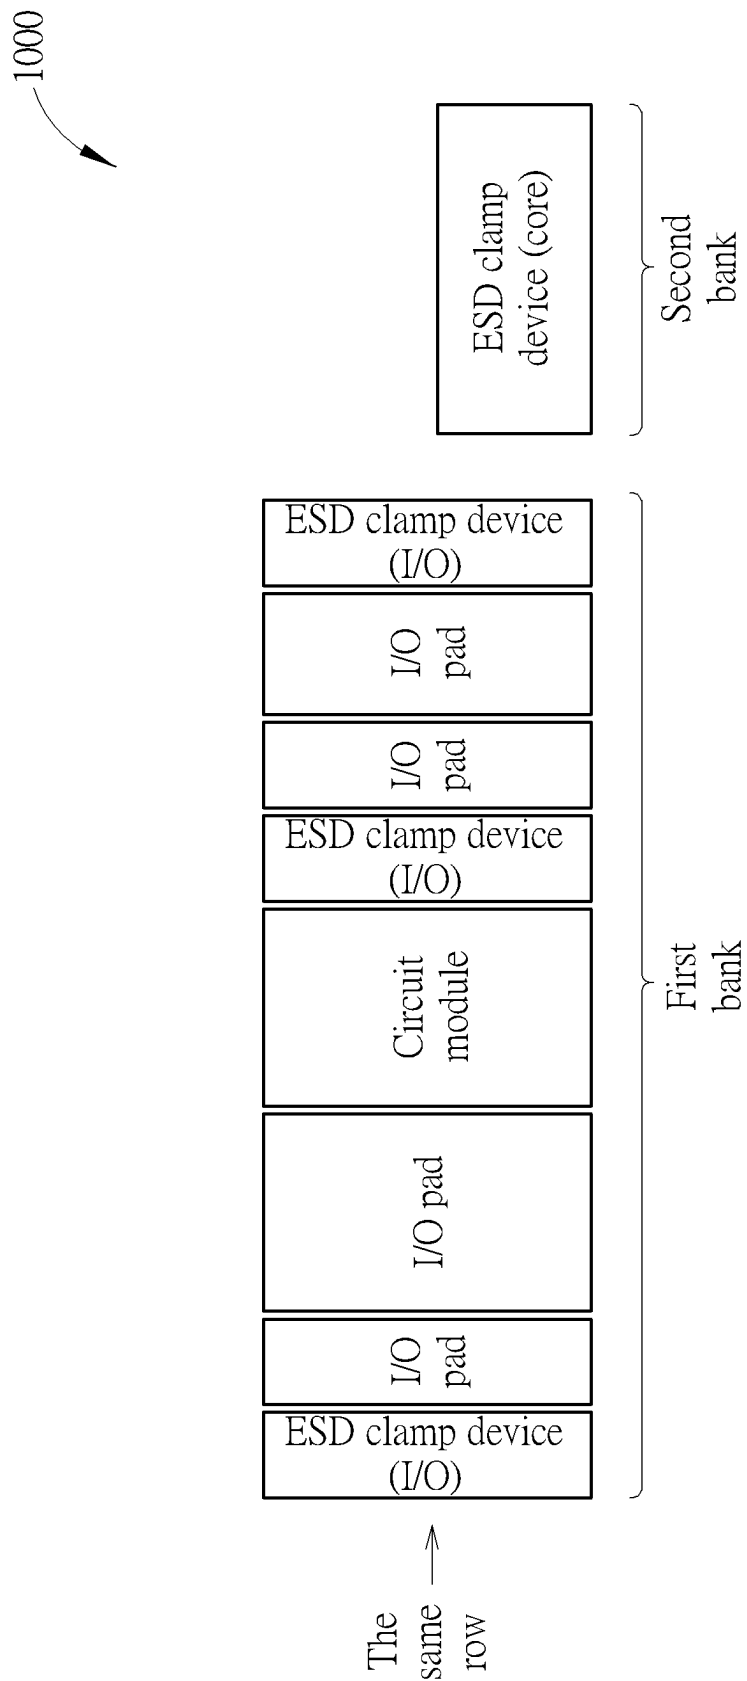 1000
ESD clamp
device (core)
Second
bank
ESD clamp device
(I/O)
I/O
pad
I/O
pad
ESD clamp device
(I/O)
Circuit
module
I/O pad
I/O
pad
ESD clamp device
(I/O)
First
bank
The
same
row